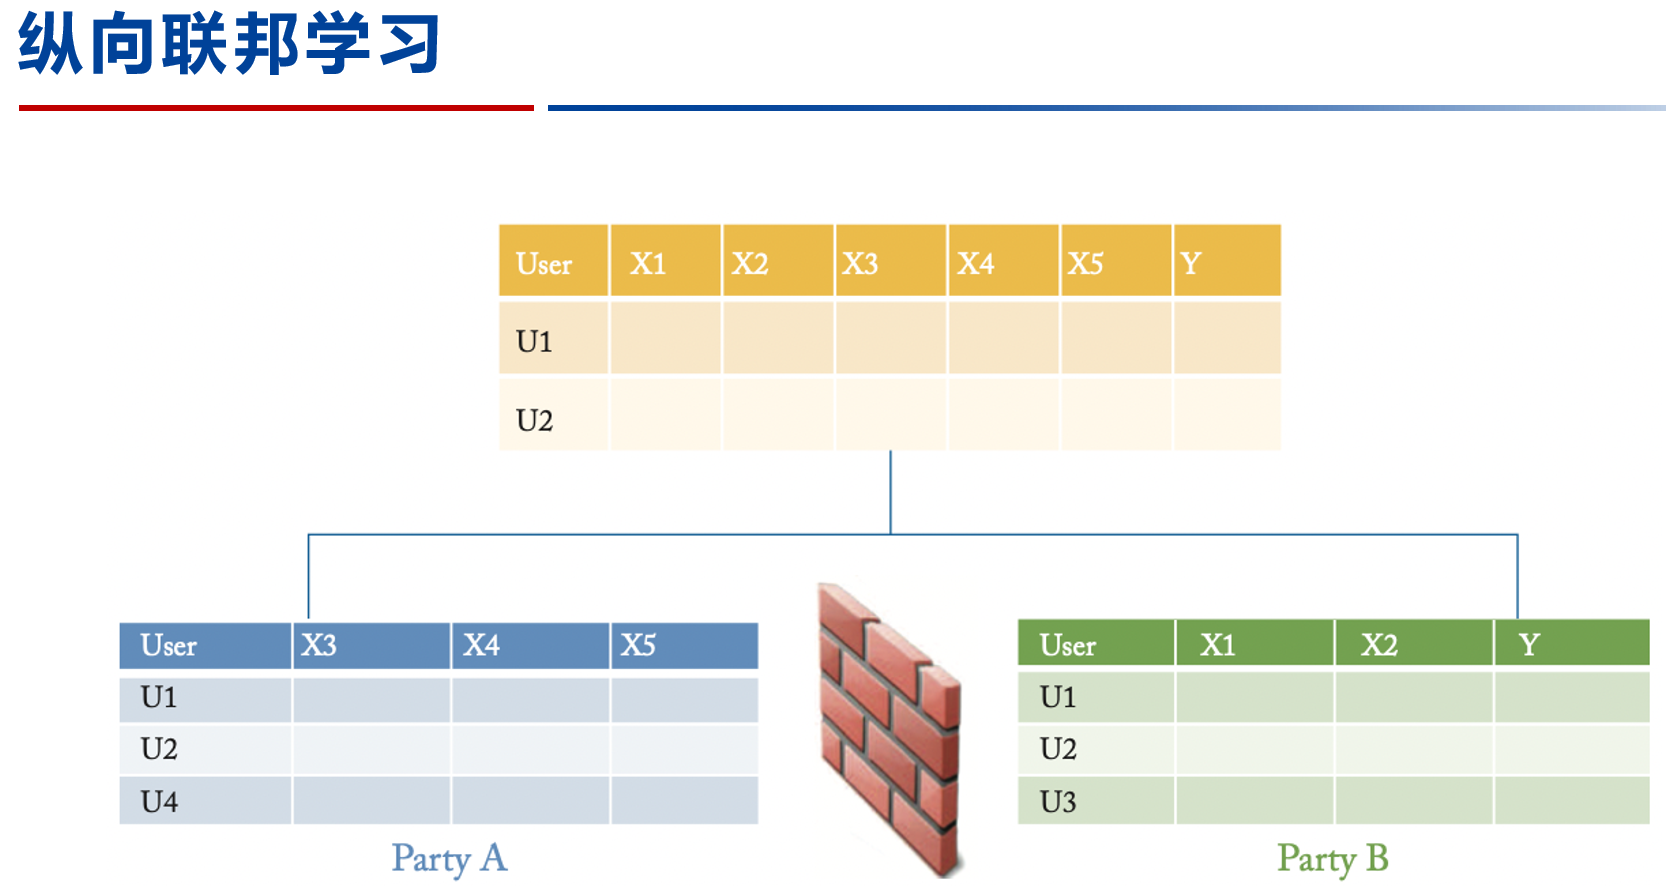 纵向联邦学习
User X1 X2 X3 X4 X5 Y
U1
U2
User X3 X4 X5
U1
U2
U4
Party A
User X1 X2 Y
U1
U2
U3
Party B